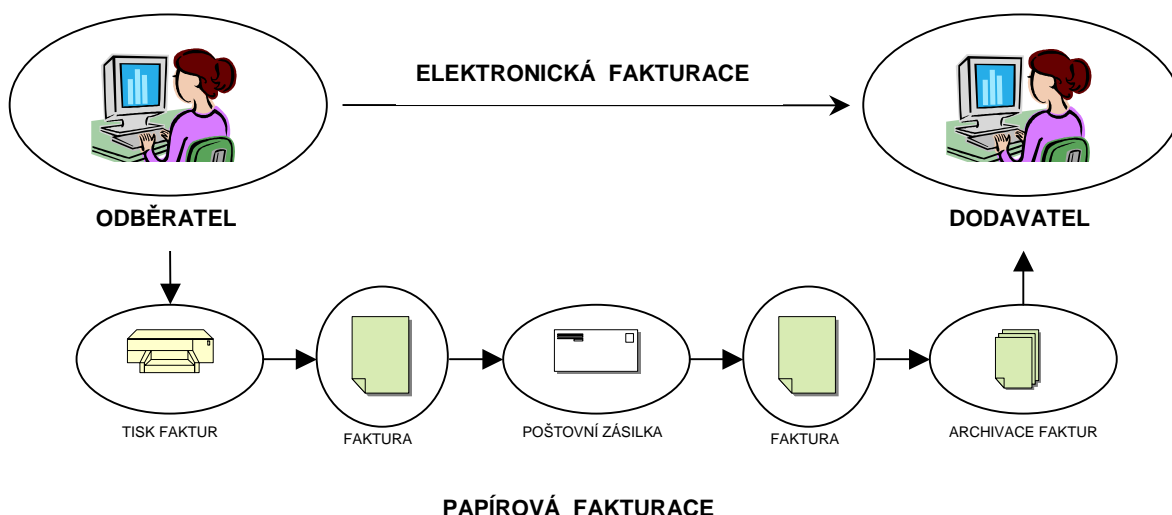 ELEKTRONICKÁ FAKTURACE
ODBĚRATEL
DODAVATEL
TISK FAKTUR
FAKTURA
POŠTOVNÍ ZÁSILKA
FAKTURA
ARCHIVACE FAKTUR
PAPÍROVÁ FAKTURACE